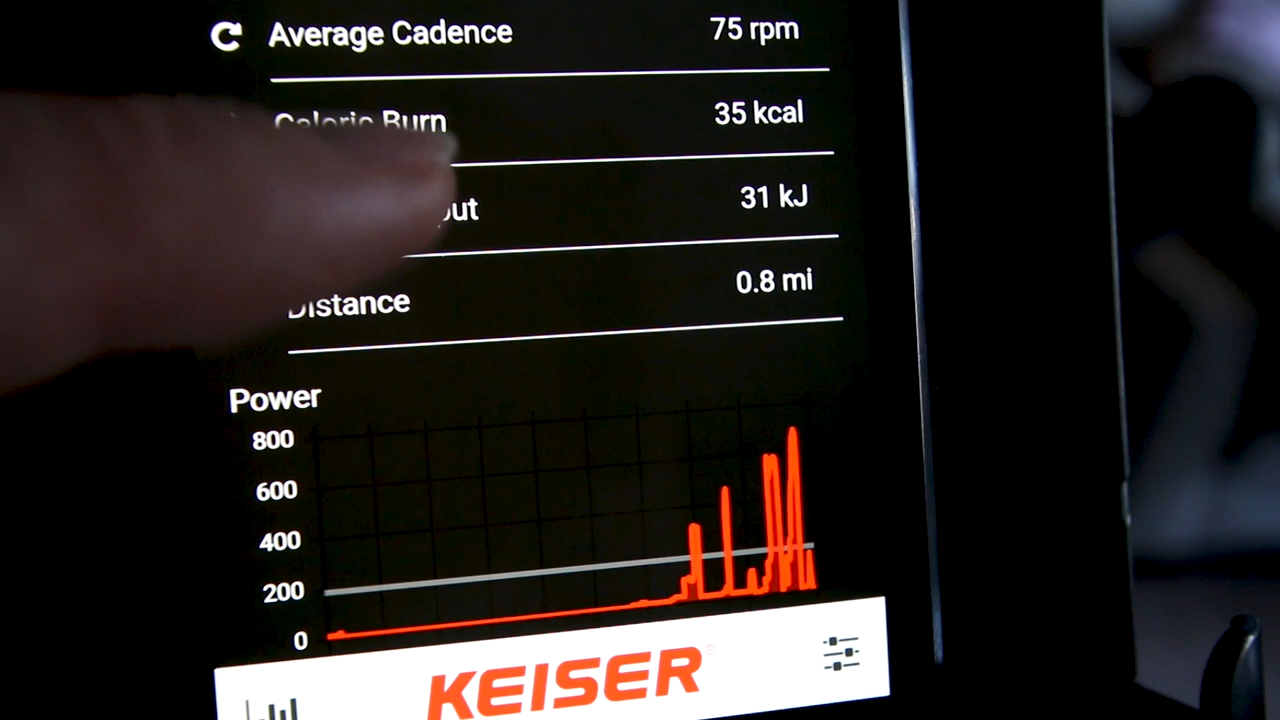 Average Cadence 75 rpm
Caloric Burn 35 kcal
31 kJ
Distance 0.8 mi
Power
800
600
400
200
0
KEISER